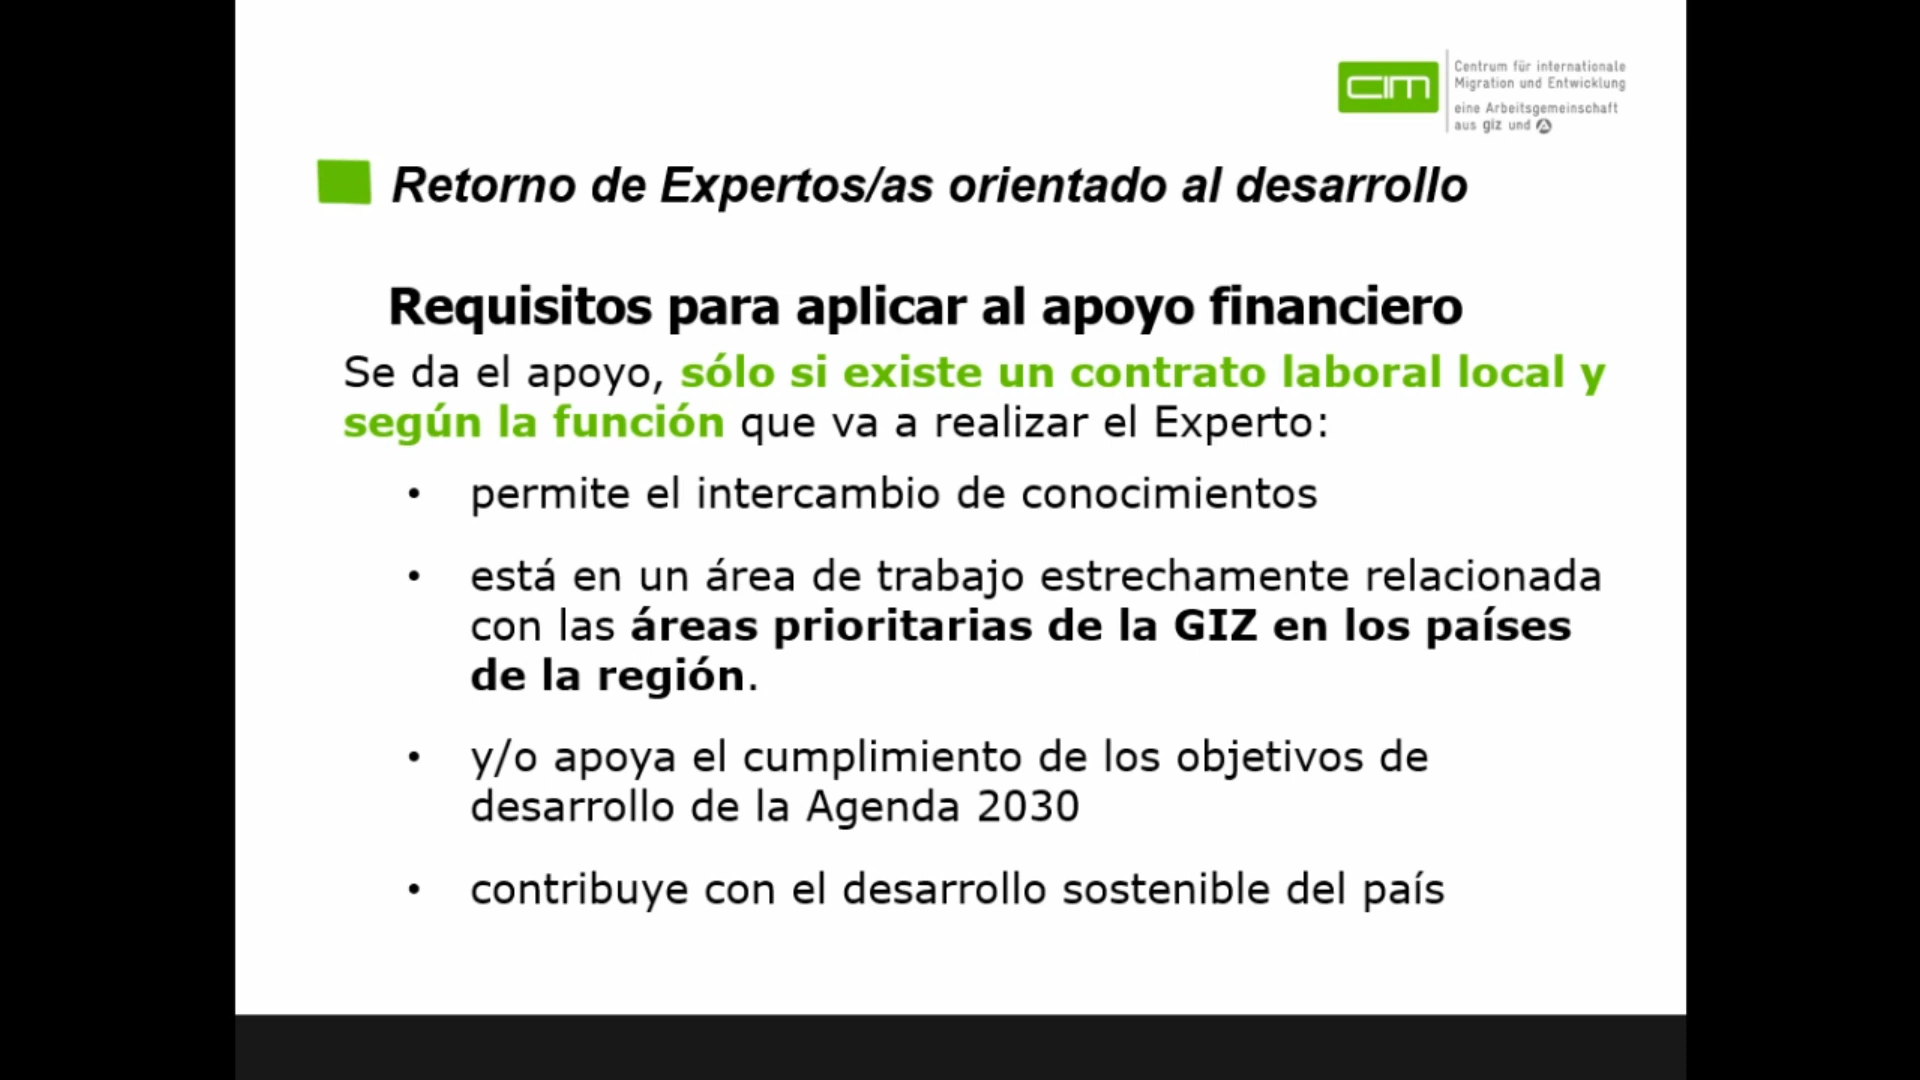 CIM
Centrum für internationale
Migration und Entwicklung
eine Arbeitsgemeinschaft
aus giz und
Retorno de Expertos/as orientado al desarrollo
Requisitos para aplicar al apoyo financiero
Se da el apoyo, sólo si existe un contrato laboral local y
según la función que va a realizar el Experto:
• permite el intercambio de conocimientos
• está en un área de trabajo estrechamente relacionada
con las áreas prioritarias de la GIZ en los países
de la región.
• y/o apoya el cumplimiento de los objetivos de
desarrollo de la Agenda 2030
• contribuye con el desarrollo sostenible del país